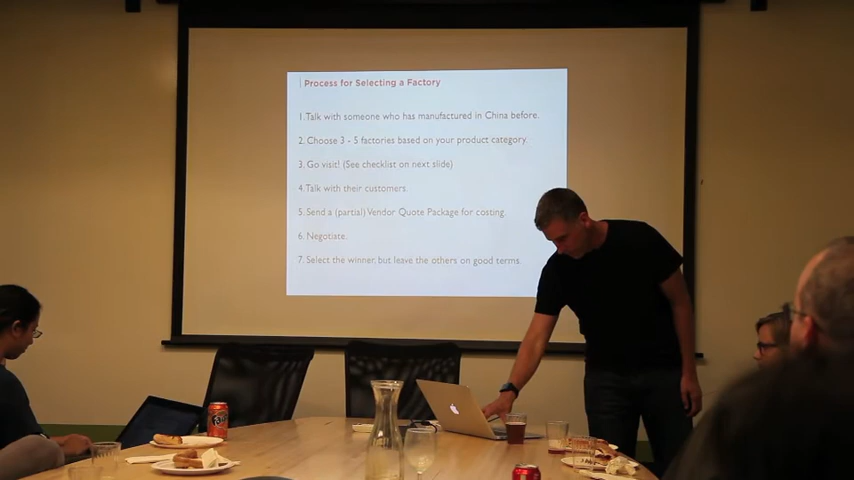 Process for Selecting a Factory
1. Talk with someone who has manufactured in China before.
2. Choose 3 - 5 factories based on your product category.
3. Go visit! (See checklist on next slide)
4. Talk with their customers.
5. Send a (partial) Vendor Quote Package for costing.
6. Negotiate.
7. Select the winner, but leave the others on good terms.